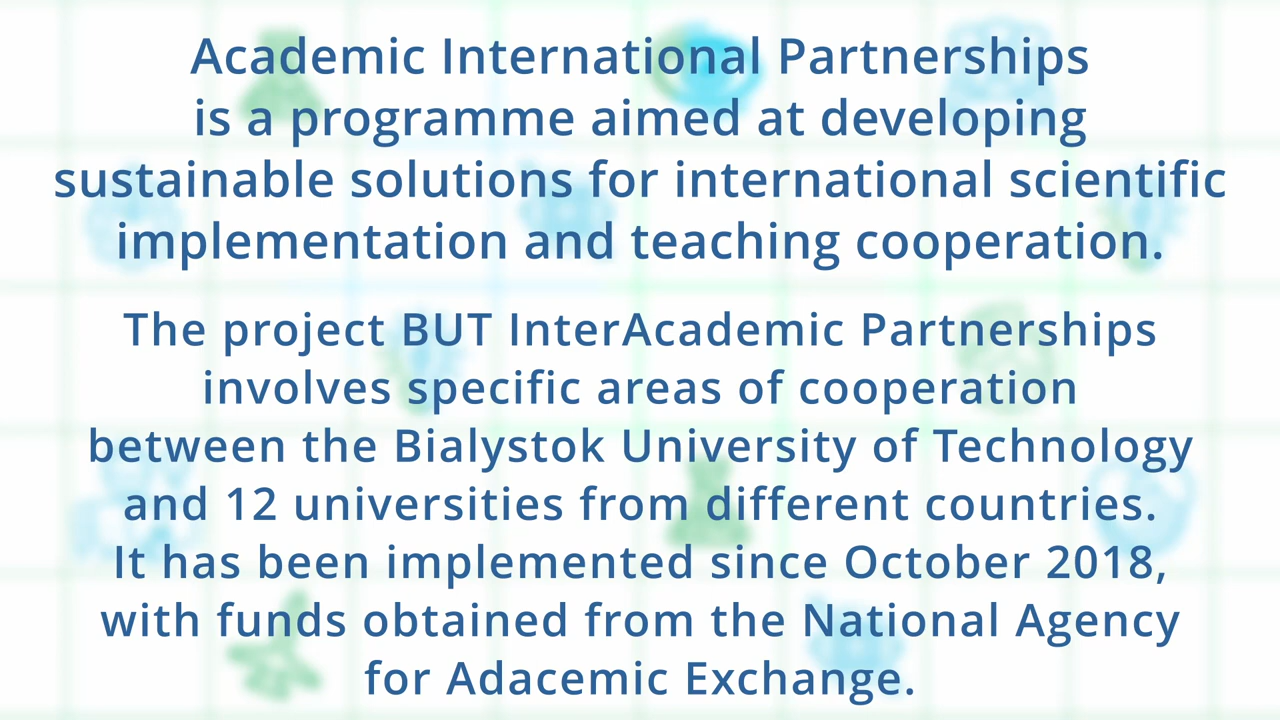 Academic International Partnerships
is a programme aimed at developing
sustainable solutions for international scientific
implementation and teaching cooperation.
The project BUT InterAcademic Partnerships
involves specific areas of cooperation
between the Bialystok University of Technology
and 12 universities from different countries.
It has been implemented since October 2018,
with funds obtained from the National Agency
for Adacemic Exchange.